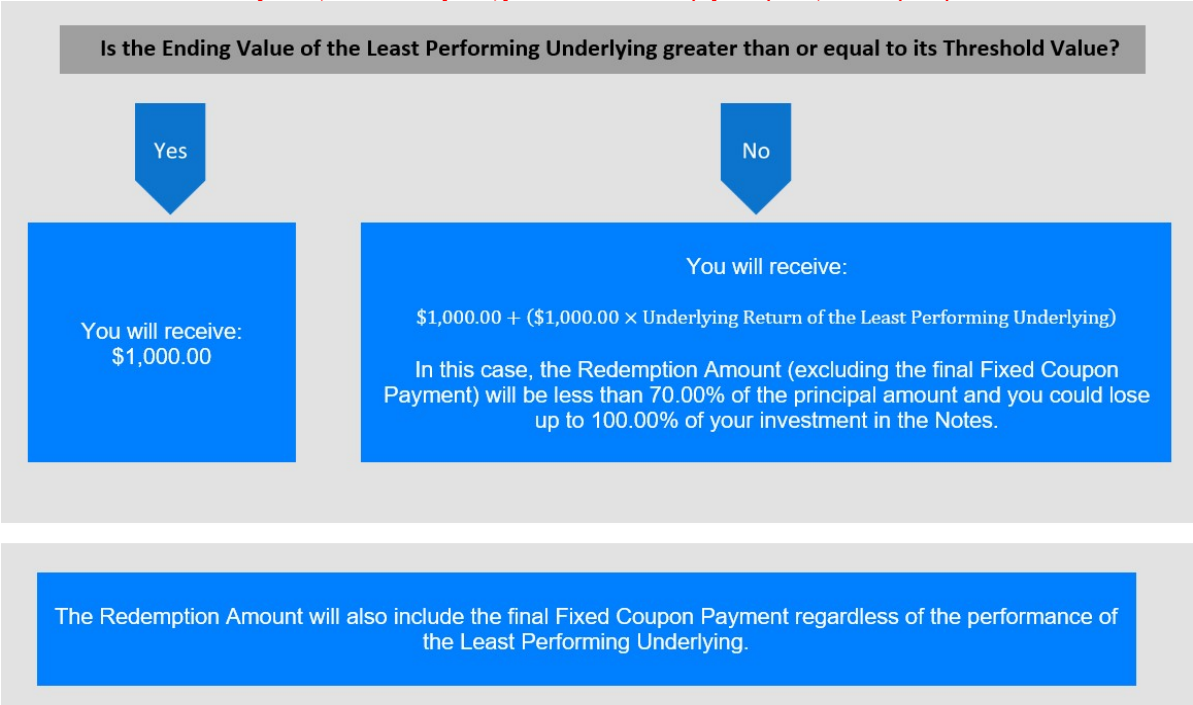 Is the Ending Value of the Least Performing Underlying greater than or equal to its Threshold Value?
Yes
No
You will receive:
$1,000.00
You will receive:
$1,000.00 + ($1,000.00 × Underlying Return of the Least Performing Underlying)
In this case, the Redemption Amount (excluding the final Fixed Coupon
Payment) will be less than 70.00% of the principal amount and you could lose
up to 100.00% of your investment in the Notes.
The Redemption Amount will also include the final Fixed Coupon Payment regardless of the performance of
the Least Performing Underlying.